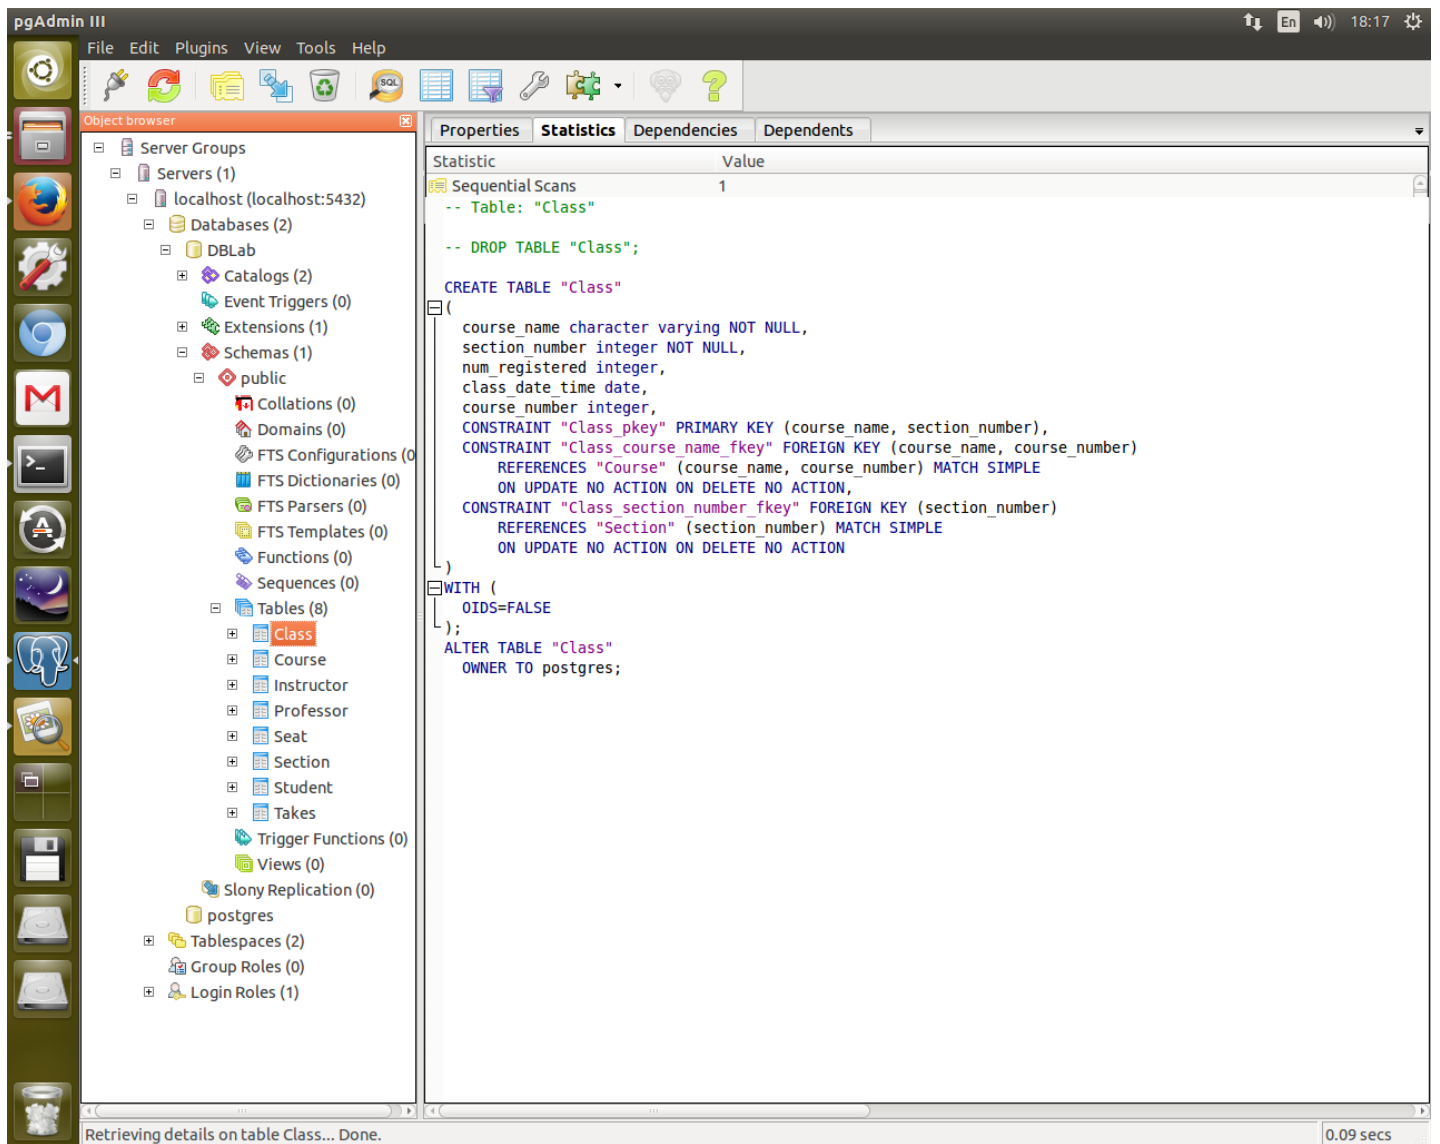 pgAdmin III
En
18:17
File Edit Plugins View Tools Help
SQL
Object browser
Server Groups
Servers (1)
localhost (localhost:5432)
Databases (2)
DBLab
Catalogs (2)
Event Triggers (0)
Extensions (1)
Schemas (1)
public
Collations (0)
Domains (0)
FTS Configurations (0
FTS Dictionaries (0)
FTS Parsers (0)
FTS Templates (0)
Functions (0)
Sequences (0)
Tables (8)
Class
Course
Instructor
Professor
Seat
Section
Student
Takes
Trigger Functions (0)
Views (0)
Slony Replication (0)
postgres
Tablespaces (2)
Group Roles (0)
Login Roles (1)
Properties Statistics Dependencies Dependents
Statistic Value
Sequential Scans 1
-- Table: "Class"
-- DROP TABLE "Class";
CREATE TABLE "Class"
(
course_name character varying NOT NULL,
section_number integer NOT NULL,
num_registered integer,
class_date_time date,
course_number integer,
CONSTRAINT "Class_pkey" PRIMARY KEY (course_name, section_number),
CONSTRAINT "Class_course_name_fkey" FOREIGN KEY (course_name, course_number)
REFERENCES "Course" (course_name, course_number) MATCH SIMPLE
ON UPDATE NO ACTION ON DELETE NO ACTION,
CONSTRAINT "Class_section_number_fkey" FOREIGN KEY (section_number)
REFERENCES "Section" (section_number) MATCH SIMPLE
ON UPDATE NO ACTION ON DELETE NO ACTION
)
WITH (
OIDS=FALSE
);
ALTER TABLE "Class"
OWNER TO postgres;
Retrieving details on table Class... Done.
0.09 secs